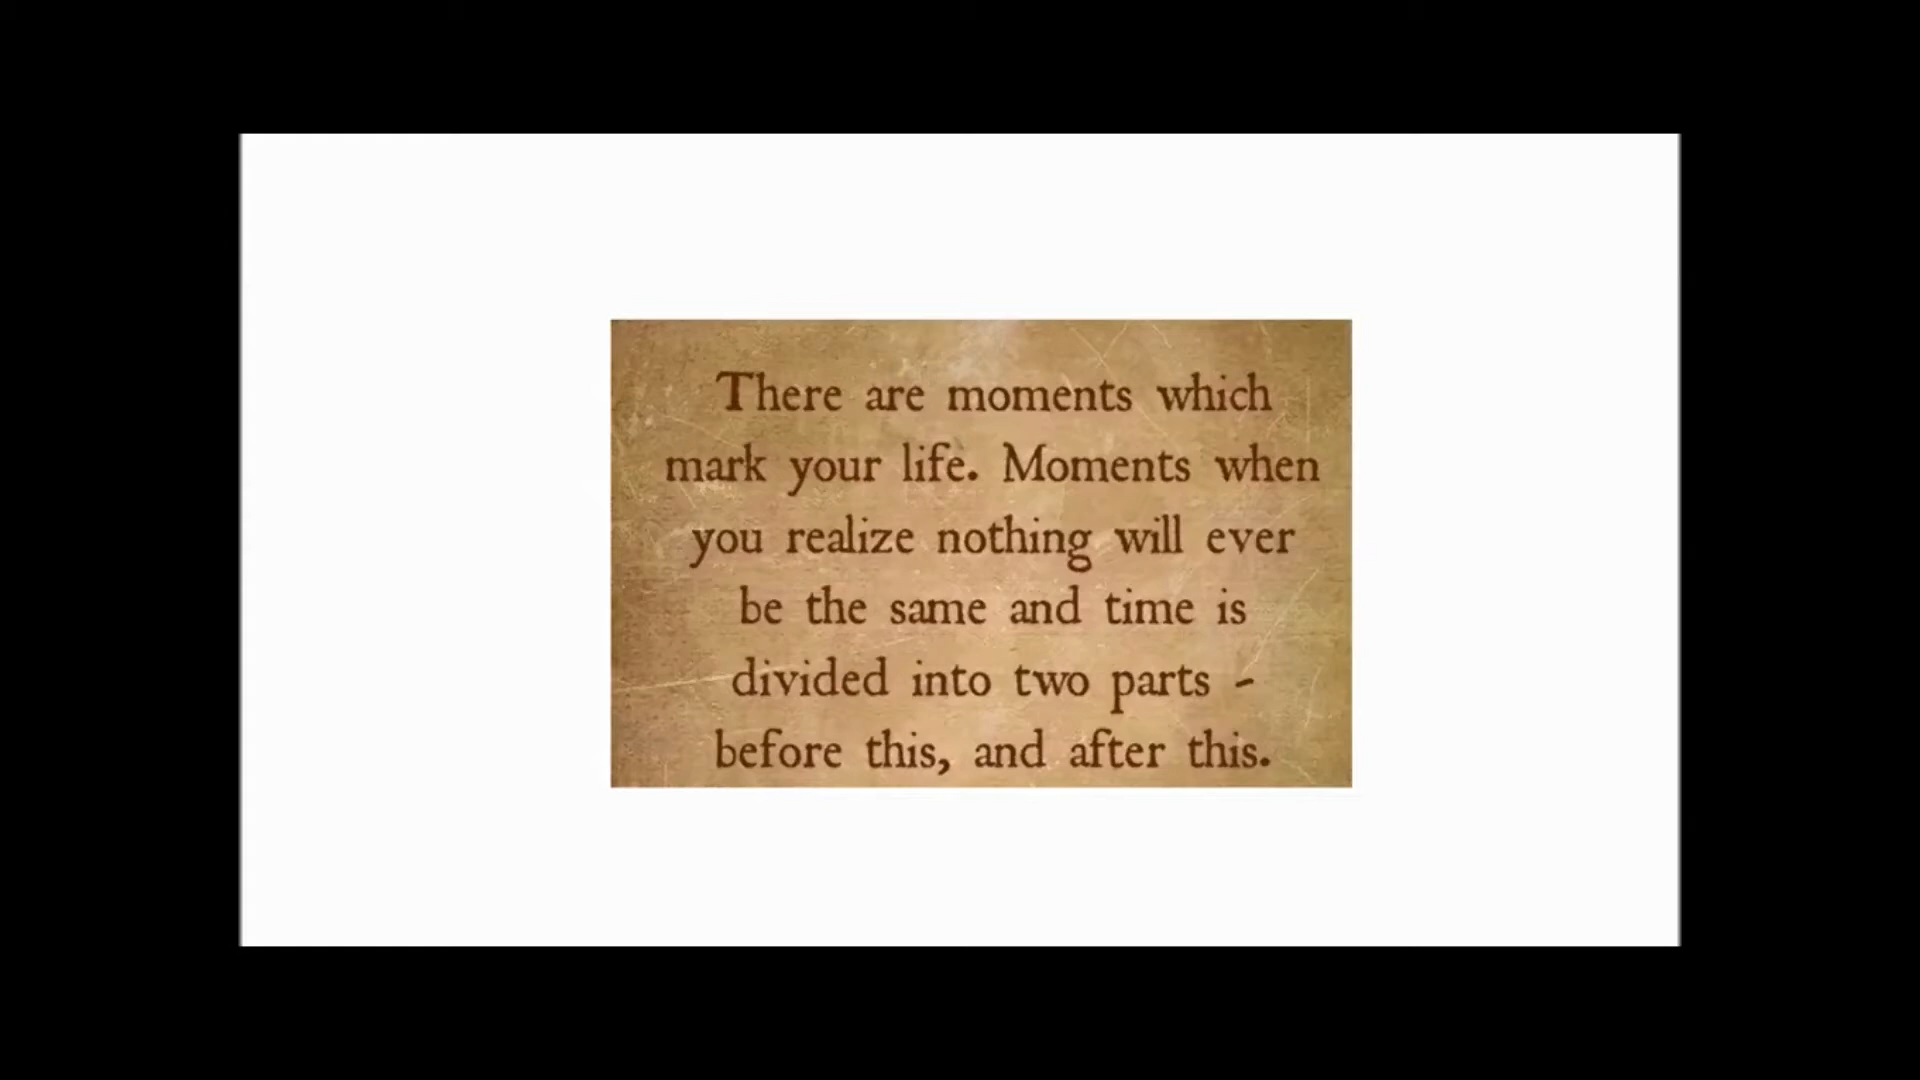 There are moments which
mark your life. Moments when
you realize nothing will ever
be the same and time is
divided into two parts -
before this, and after this.